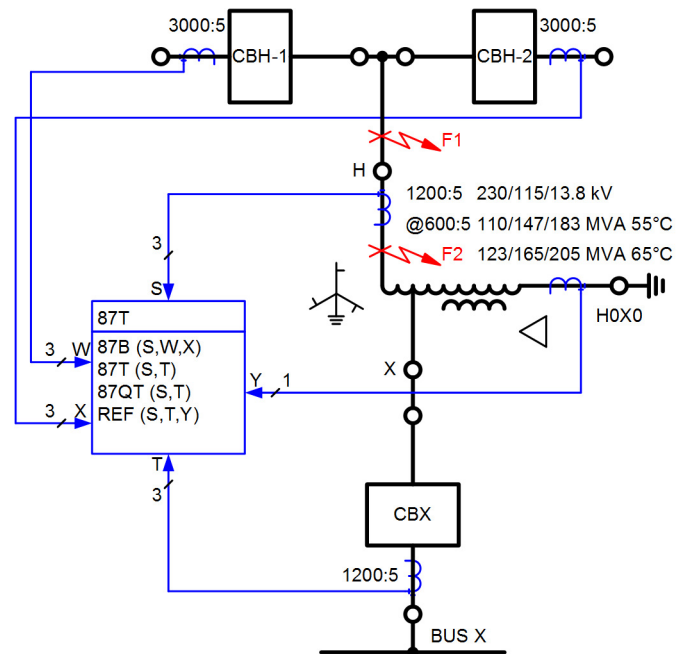 3000:5
3000:5
CBH-1
CBH-2
F1
H
1200:5 230/115/13.8 kV
@600:5 110/147/183 MVA 55°C
F2 123/165/205 MVA 65°C
3
S
H0X0
87T
87B (S,W,X)
87T (S,T)
87QT (S,T)
REF (S,T,Y)
3 W
Y 1
X
3 X
T
3
CBX
1200:5
BUS X